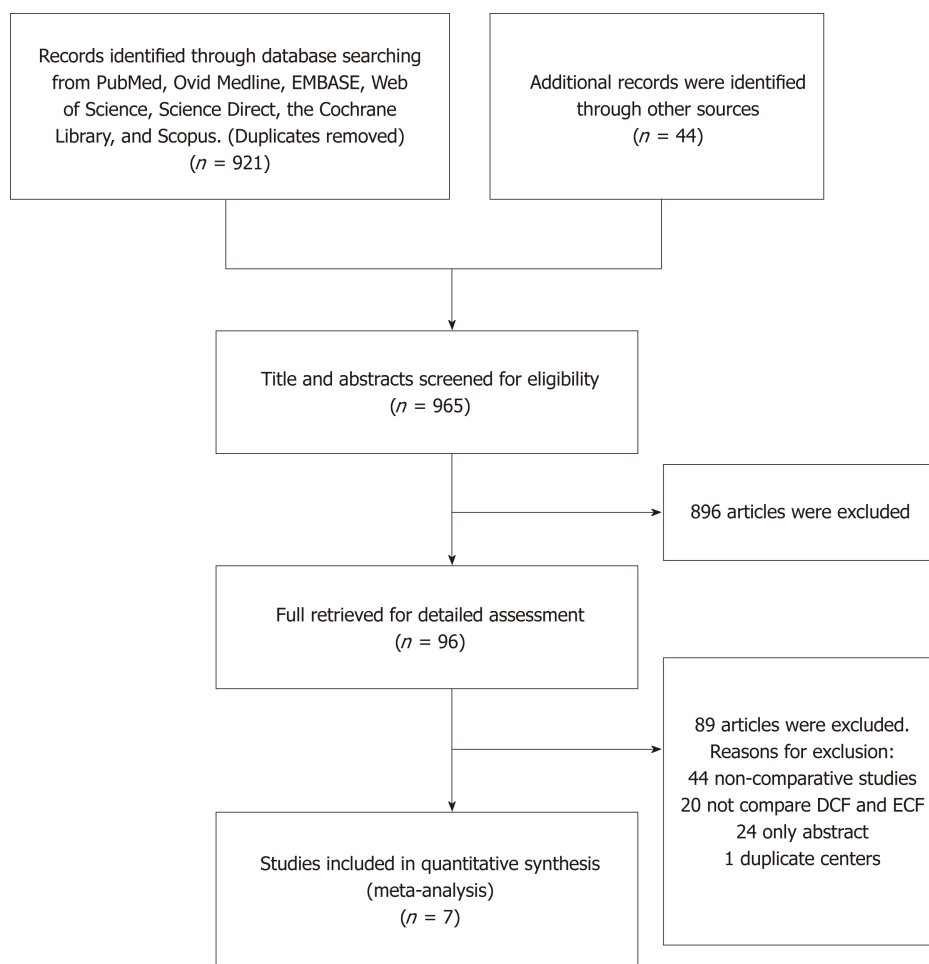 Records identified through database searching
from PubMed, Ovid Medline, EMBASE, Web
of Science, Science Direct, the Cochrane
Library, and Scopus. (Duplicates removed)
(n = 921)
Additional records were identified
through other sources
(n = 44)
Title and abstracts screened for eligibility
(n = 965)
896 articles were excluded
Full retrieved for detailed assessment
(n = 96)
89 articles were excluded.
Reasons for exclusion:
44 non-comparative studies
20 not compare DCF and ECF
24 only abstract
1 duplicate centers
Studies included in quantitative synthesis
(meta-analysis)
(n = 7)